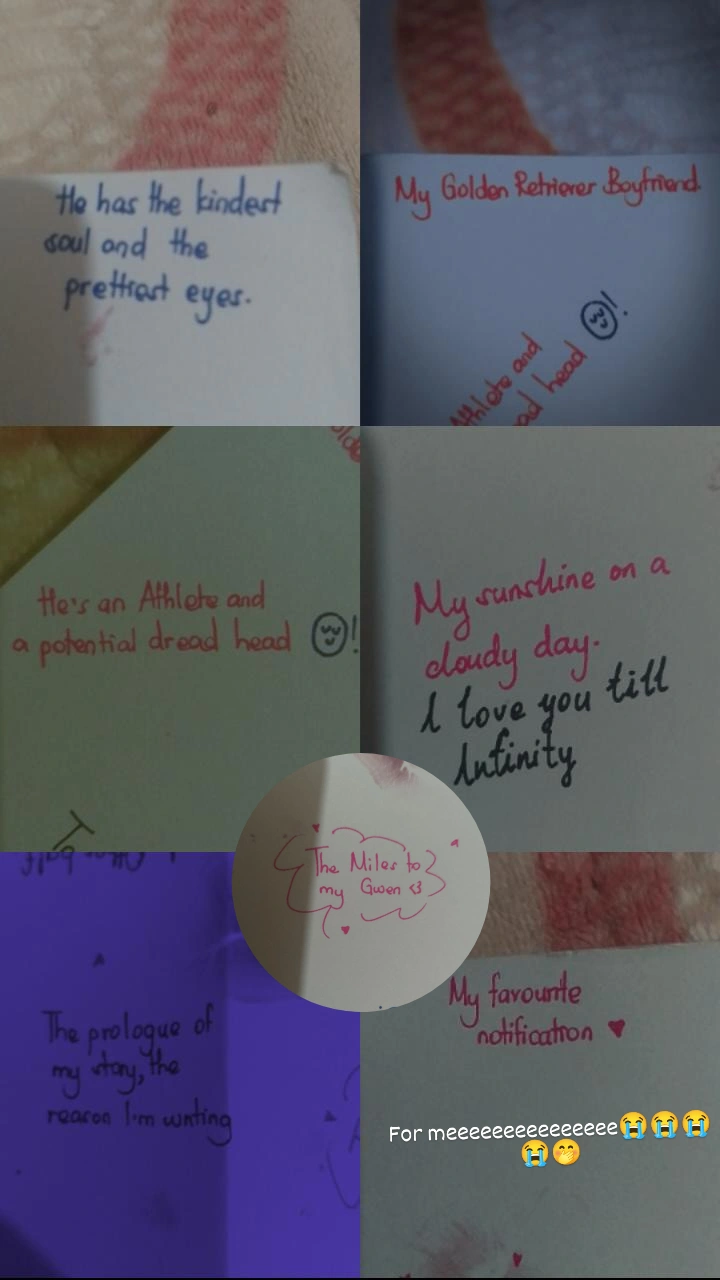 He has the kindest
soul and the
prettiest eyes.
My Golden Retriever Boyfriend
Athlete and
head
He's an Athlete and
a potential dread head 😌!
My sunshine on a
cloudy day.
I love you till
Infinity
The Miles to
my Gwen <3
The prologue of
my story, the
reason I'm writing
My favourite
notification ♥
For meeeeeeeeeeeeeee😭😭😭
😭🤭